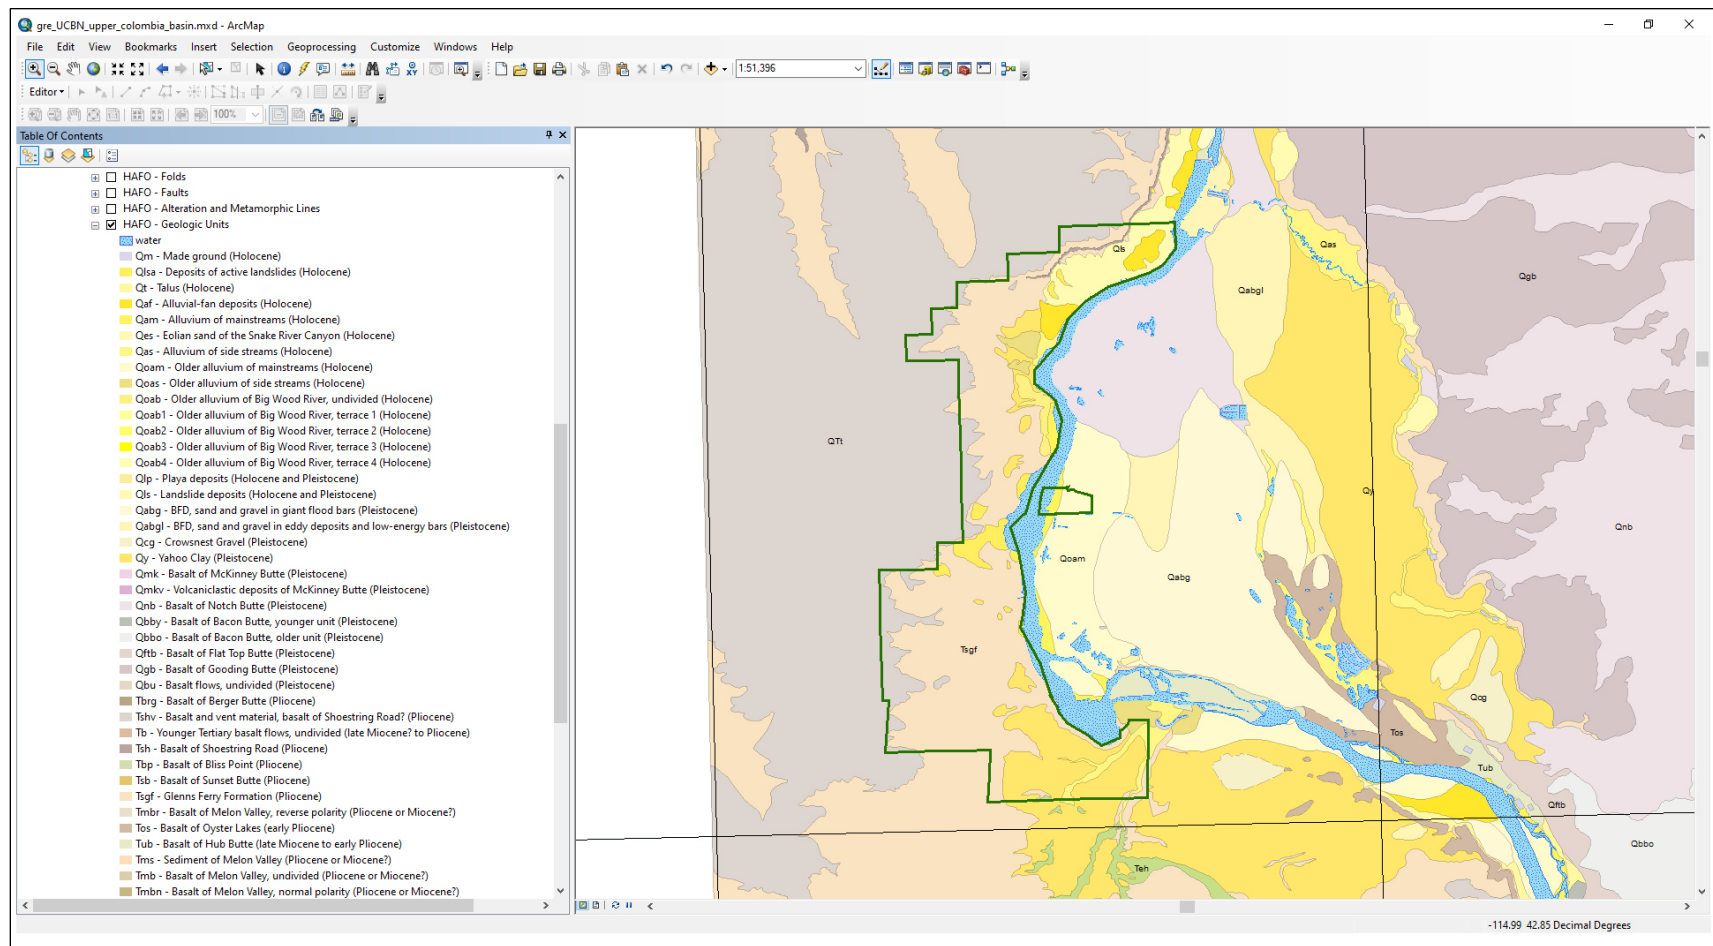 gre_UCBN_upper_colombia_basin.mxd - ArcMap
File Edit View Bookmarks Insert Selection Geoprocessing Customize Windows Help
1:51,396
Editor
100%
Table Of Contents
HAFO - Folds
HAFO - Faults
HAFO - Alteration and Metamorphic Lines
HAFO - Geologic Units
water
Qm - Made ground (Holocene)
Qlsa - Deposits of active landslides (Holocene)
Qt - Talus (Holocene)
Qaf - Alluvial-fan deposits (Holocene)
Qam - Alluvium of mainstreams (Holocene)
Qes - Eolian sand of the Snake River Canyon (Holocene)
Qas - Alluvium of side streams (Holocene)
Qoam - Older alluvium of mainstreams (Holocene)
Qoas - Older alluvium of side streams (Holocene)
Qoab - Older alluvium of Big Wood River, undivided (Holocene)
Qoab1 - Older alluvium of Big Wood River, terrace 1 (Holocene)
Qoab2 - Older alluvium of Big Wood River, terrace 2 (Holocene)
Qoab3 - Older alluvium of Big Wood River, terrace 3 (Holocene)
Qoab4 - Older alluvium of Big Wood River, terrace 4 (Holocene)
Qlp - Playa deposits (Holocene and Pleistocene)
Qls - Landslide deposits (Holocene and Pleistocene)
Qabg - BFD, sand and gravel in giant flood bars (Pleistocene)
Qabgl - BFD, sand and gravel in eddy deposits and low-energy bars (Pleistocene)
Qcg - Crowsnest Gravel (Pleistocene)
Qy - Yahoo Clay (Pleistocene)
Qmk - Basalt of McKinney Butte (Pleistocene)
Qmkv - Volcaniclastic deposits of McKinney Butte (Pleistocene)
Qnb - Basalt of Notch Butte (Pleistocene)
Qbby - Basalt of Bacon Butte, younger unit (Pleistocene)
Qbbo - Basalt of Bacon Butte, older unit (Pleistocene)
Qftb - Basalt of Flat Top Butte (Pleistocene)
Qgb - Basalt of Gooding Butte (Pleistocene)
Qbu - Basalt flows, undivided (Pleistocene)
Tbrg - Basalt of Berger Butte (Pliocene)
Tshv - Basalt and vent material, basalt of Shoestring Road? (Pliocene)
Tb - Younger Tertiary basalt flows, undivided (late Miocene? to Pliocene)
Tsh - Basalt of Shoestring Road (Pliocene)
Tbp - Basalt of Bliss Point (Pliocene)
Tsb - Basalt of Sunset Butte (Pliocene)
Tsgf - Glenns Ferry Formation (Pliocene)
Tmbr - Basalt of Melon Valley, reverse polarity (Pliocene or Miocene?)
Tos - Basalt of Oyster Lakes (early Pliocene)
Tub - Basalt of Hub Butte (late Miocene to early Pliocene)
Tms - Sediment of Melon Valley (Pliocene or Miocene?)
Tmb - Basalt of Melon Valley, undivided (Pliocene or Miocene?)
Tmbn - Basalt of Melon Valley, normal polarity (Pliocene or Miocene?)
Qls
Qas
Qgb
Qabgl
QTt
Qy
Qnb
Qoam
Qabg
Tsgf
Qcg
Tos
Tub
Qftb
Qbbo
Teh
-114.99 42.85 Decimal Degrees